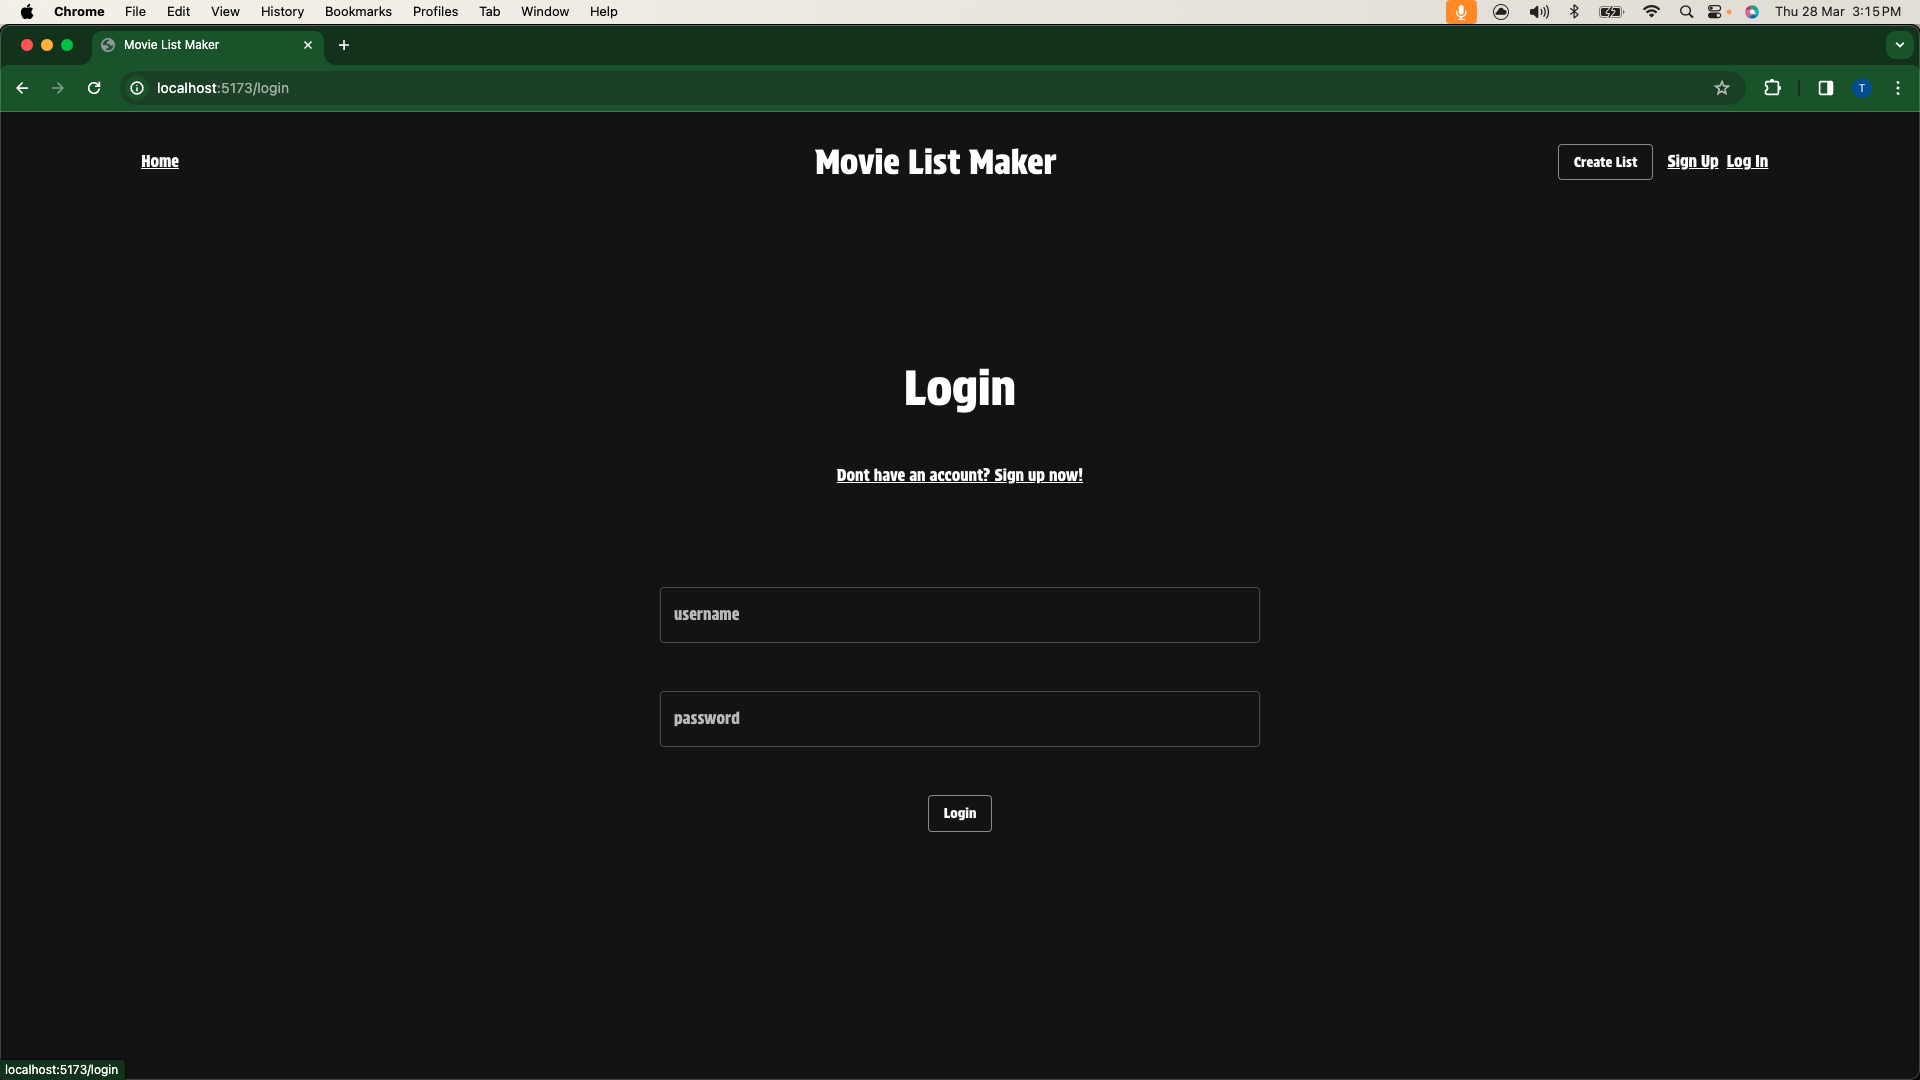 Chrome File Edit View History Bookmarks Profiles Tab Window Help Thu 28 Mar 3:15 PM
Movie List Maker
localhost:5173/login T
Home Movie List Maker Create List Sign Up Log In
Login
Dont have an account? Sign up now!
username
password
Login
localhost:5173/login